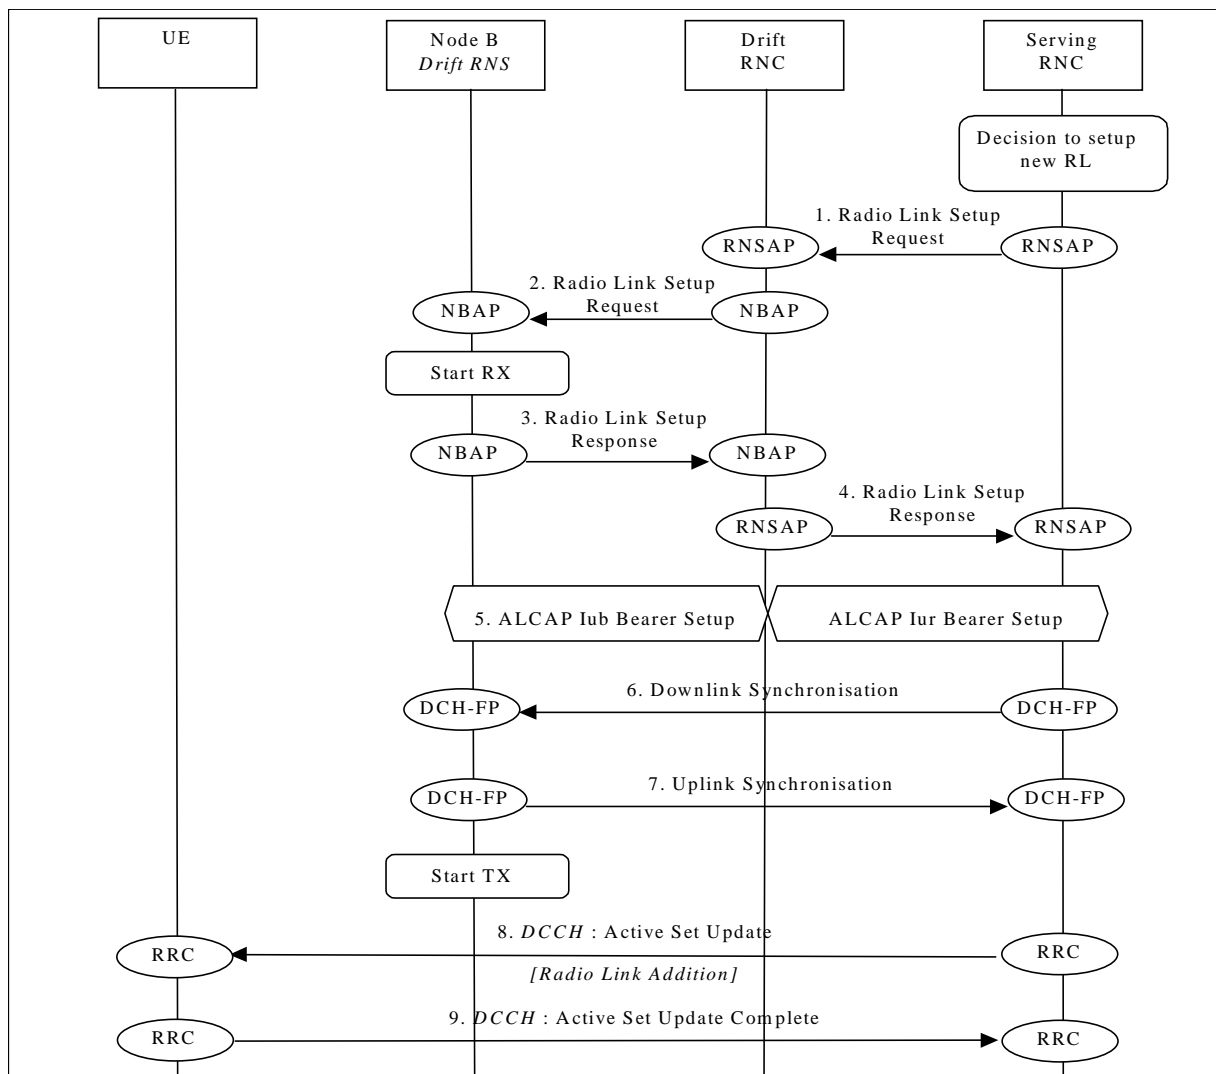 UE
Node B
Drift RNS
Drift
RNC
Serving
RNC
Decision to setup
new RL
1. Radio Link Setup
Request
RNSAP
RNSAP
2. Radio Link Setup
Request
NBAP
NBAP
Start RX
3. Radio Link Setup
Response
NBAP
NBAP
4. Radio Link Setup
Response
RNSAP
RNSAP
5. ALCAP Iub Bearer Setup
ALCAP Iur Bearer Setup
6. Downlink Synchronisation
DCH-FP
DCH-FP
7. Uplink Synchronisation
DCH-FP
DCH-FP
Start TX
8. DCCH : Active Set Update
RRC
RRC
[Radio Link Addition]
9. DCCH : Active Set Update Complete
RRC
RRC